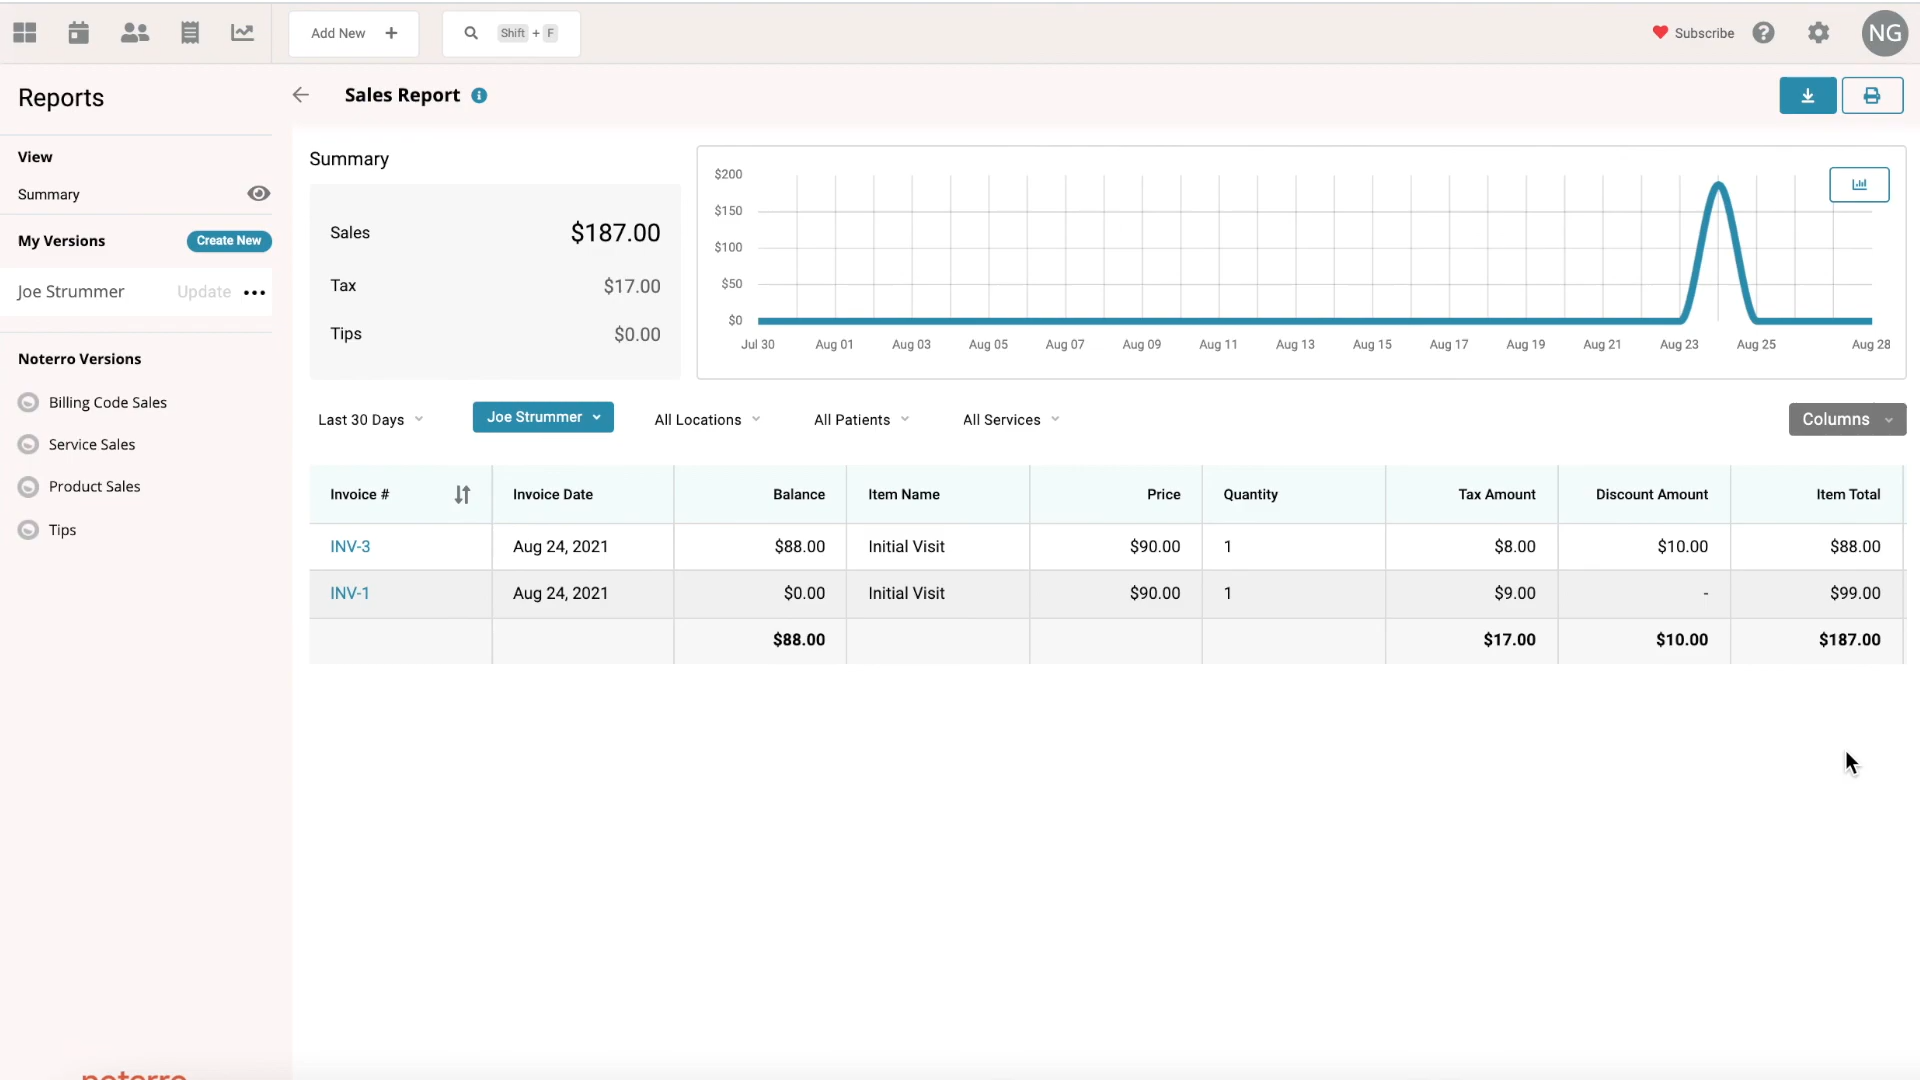 Add New +
Shift + F
Subscribe
NG
Reports
Sales Report
View
Summary
My Versions
Create New
Joe Strummer
Update
Noterro Versions
Billing Code Sales
Service Sales
Product Sales
Tips
Summary
Sales $187.00
Tax $17.00
Tips $0.00
$200
$150
$100
$50
$0
Jul 30 Aug 01 Aug 03 Aug 05 Aug 07 Aug 09 Aug 11 Aug 13 Aug 15 Aug 17 Aug 19 Aug 21 Aug 23 Aug 25 Aug 28
Last 30 Days Joe Strummer All Locations All Patients All Services Columns
Invoice # Invoice Date Balance Item Name Price Quantity Tax Amount Discount Amount Item Total
INV-3 Aug 24, 2021 $88.00 Initial Visit $90.00 1 $8.00 $10.00 $88.00
INV-1 Aug 24, 2021 $0.00 Initial Visit $90.00 1 $9.00 - $99.00
$88.00 $17.00 $10.00 $187.00
noterro